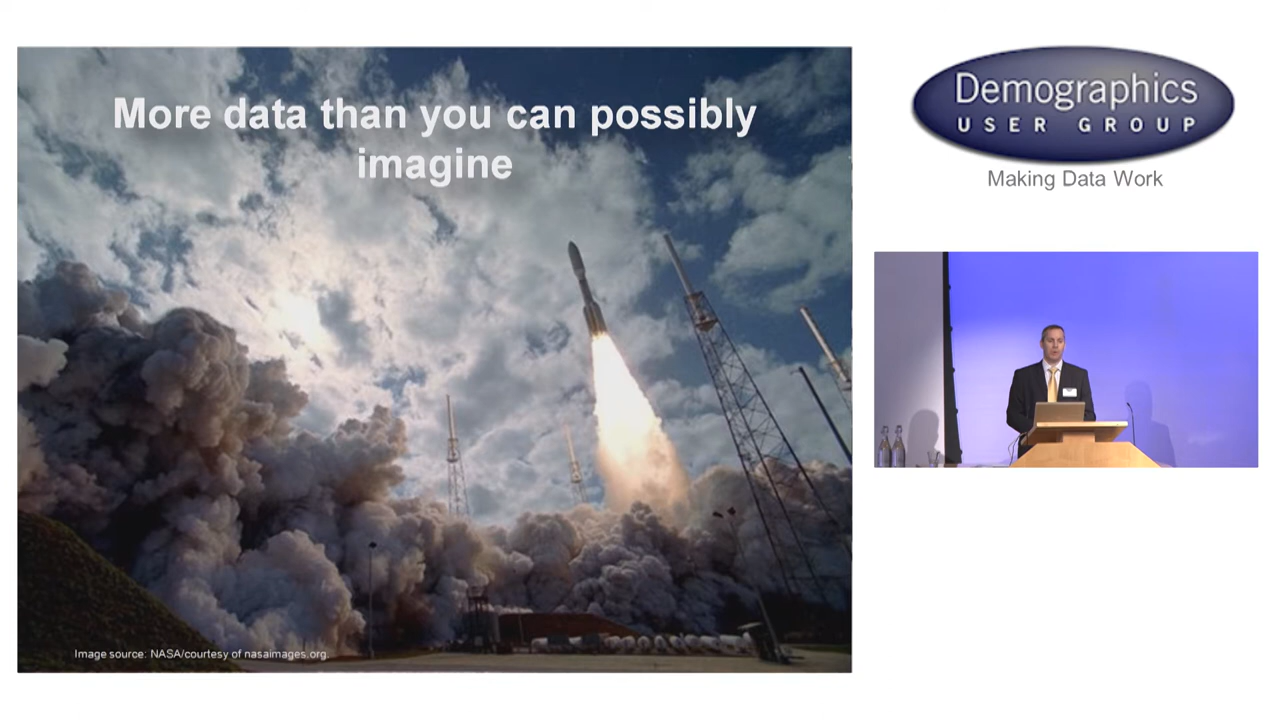 More data than you can possibly
imagine
Image source: NASA/courtesy of nasaimages.org.
Demographics
USER GROUP
Making Data Work